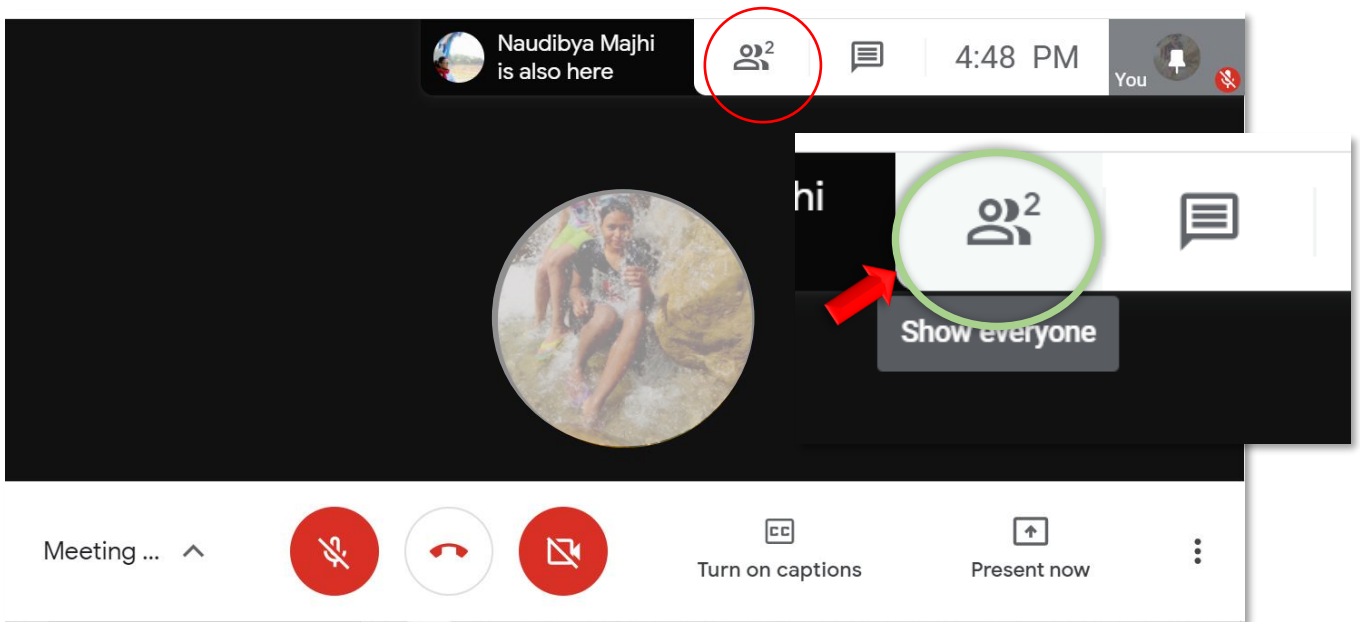 Naudibya Majhi
is also here
2
4:48 PM
You
hi
2
Show everyone
Meeting ...
CC
Turn on captions
Present now